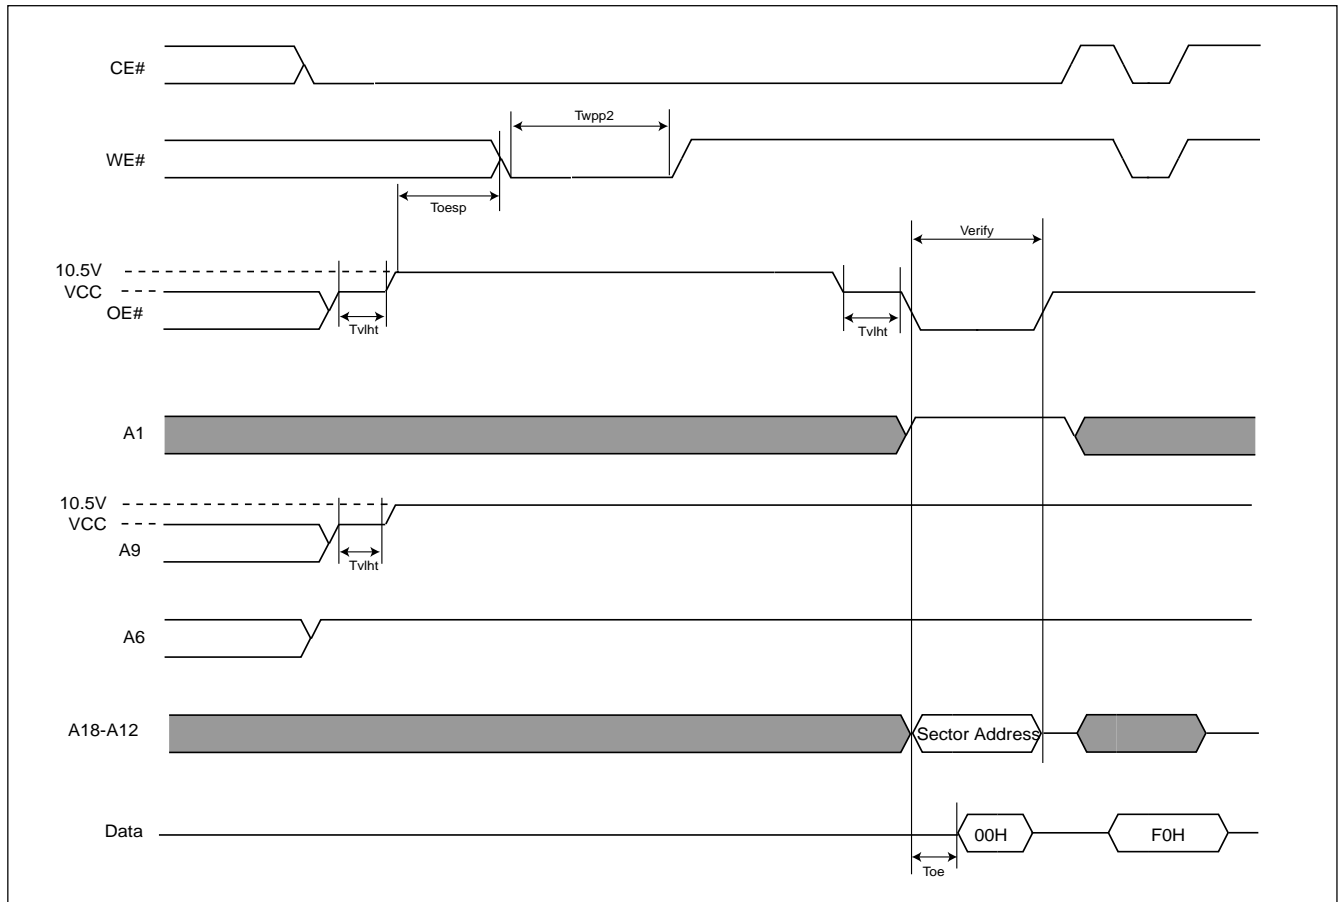 CE#
Twpp2
WE#
Toesp
Verify
10.5V
VCC
OE#
Tvlht
Tvlht
A1
10.5V
VCC
A9
Tvlht
A6
A18-A12
Sector Address
Data
00H
F0H
Toe